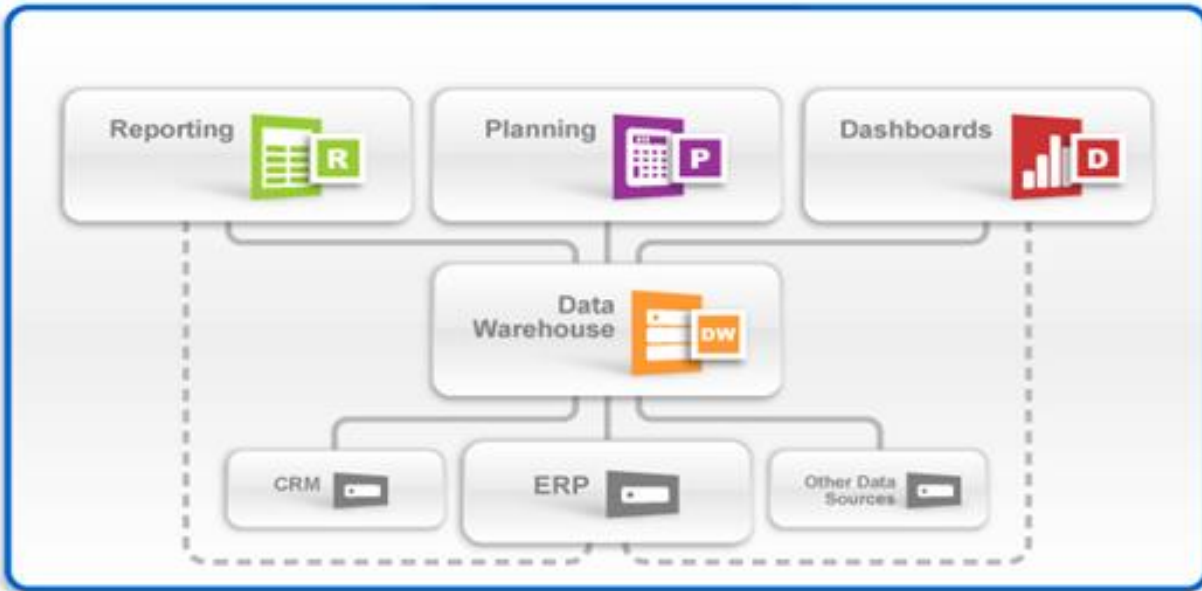 Reporting
R
Planning
P
Dashboards
D
Data
Warehouse
DW
CRM
ERP
Other Data
Sources